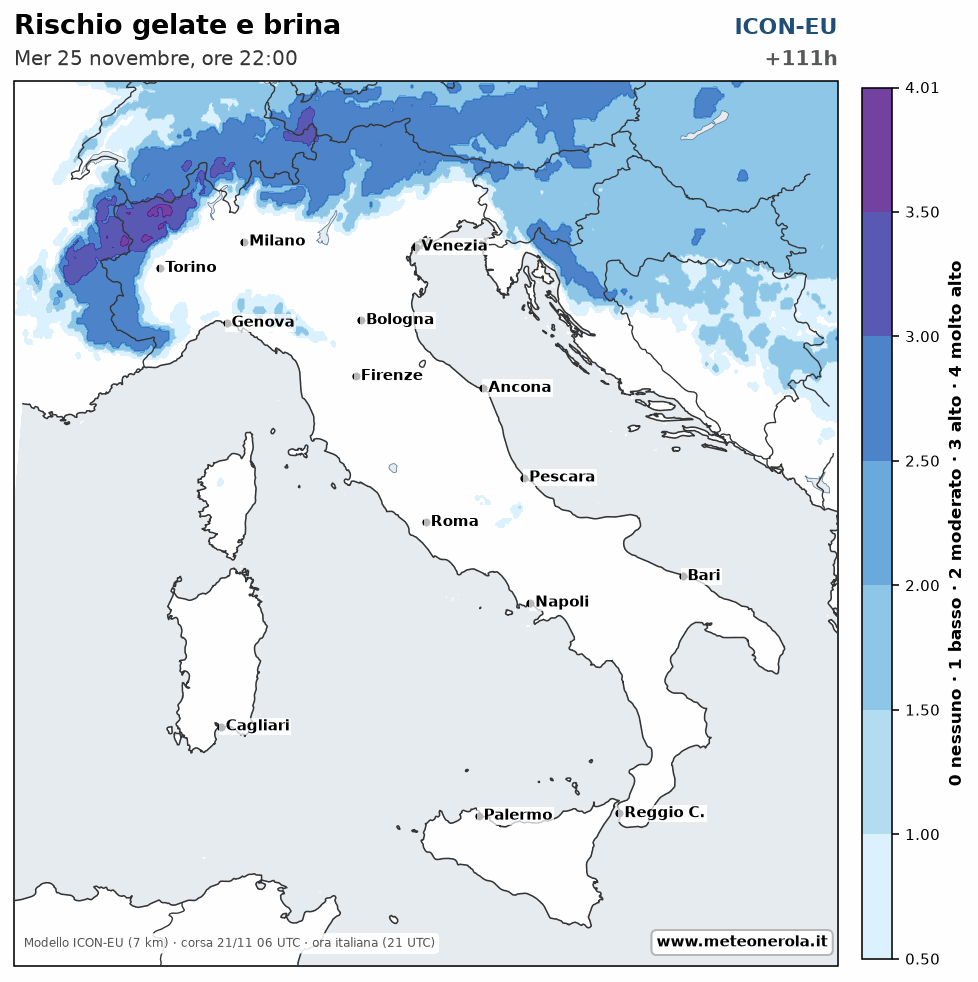 Rischio gelate e brina
ICON-EU
Mer 25 novembre, ore 22:00
+111h
4.01
3.50
3.00
2.50
2.00
1.50
1.00
0.50
0 nessuno · 1 basso · 2 moderato · 3 alto · 4 molto alto
Milano
Venezia
Torino
Genova
Bologna
Firenze
Ancona
Pescara
Roma
Bari
Napoli
Cagliari
Palermo
Reggio C.
Modello ICON-EU (7 km) · corsa 21/11 06 UTC · ora italiana (21 UTC)
www.meteonerola.it